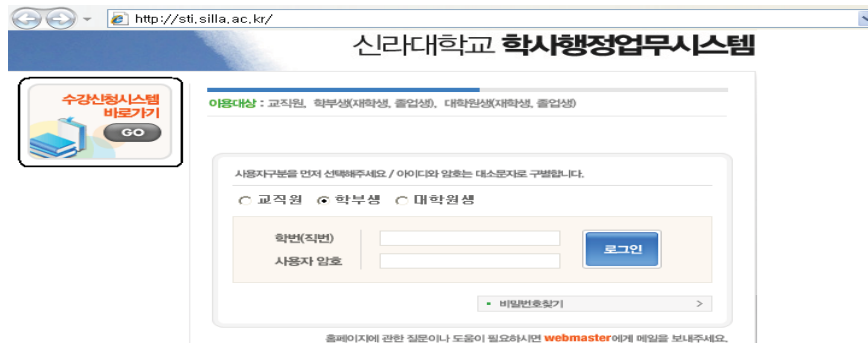 http://sti.silla.ac.kr/
신라대학교 학사행정업무시스템
수강신청시스템
바로가기
GO
이용대상 : 교직원, 학부생(재학생, 졸업생), 대학원생(재학생, 졸업생)
사용자구분을 먼저 선택해주세요 / 아이디와 암호는 대소문자로 구별합니다.
교직원 학부생 대학원생
학번(직번)
사용자 암호
로그인
비밀번호찾기 >
홈페이지에 관한 질문이나 도움이 필요하시면 webmaster에게 메일을 보내주세요.